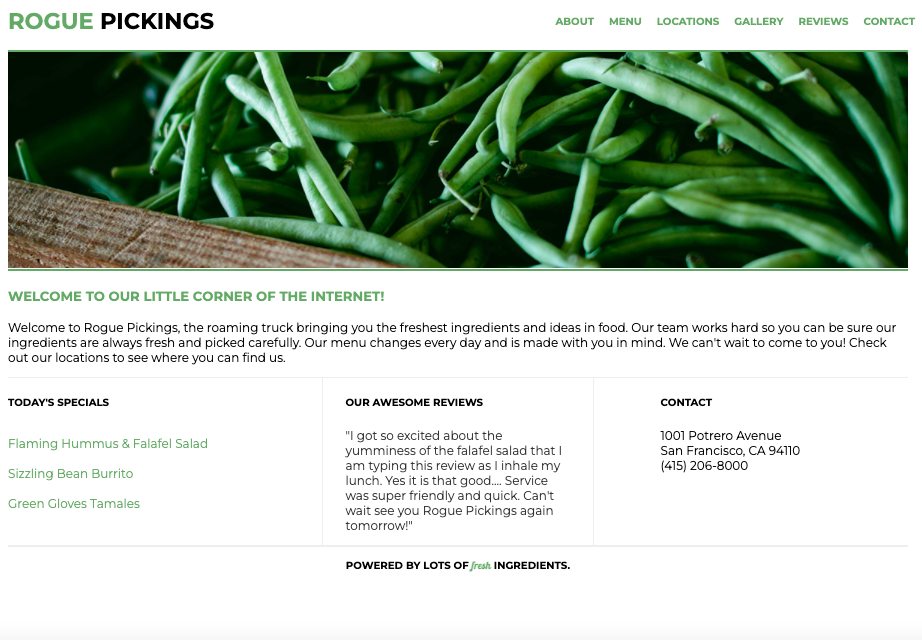 ROGUE PICKINGS
ABOUT MENU LOCATIONS GALLERY REVIEWS CONTACT
WELCOME TO OUR LITTLE CORNER OF THE INTERNET!
Welcome to Rogue Pickings, the roaming truck bringing you the freshest ingredients and ideas in food. Our team works hard so you can be sure our
ingredients are always fresh and picked carefully. Our menu changes every day and is made with you in mind. We can't wait to come to you! Check
out our locations to see where you can find us.
TODAY'S SPECIALS
Flaming Hummus & Falafel Salad
Sizzling Bean Burrito
Green Gloves Tamales
OUR AWESOME REVIEWS
"I got so excited about the
yumminess of the falafel salad that I
am typing this review as I inhale my
lunch. Yes it is that good.... Service
was super friendly and quick. Can't
wait see you Rogue Pickings again
tomorrow!"
CONTACT
1001 Potrero Avenue
San Francisco, CA 94110
(415) 206-8000
POWERED BY LOTS OF fresh INGREDIENTS.